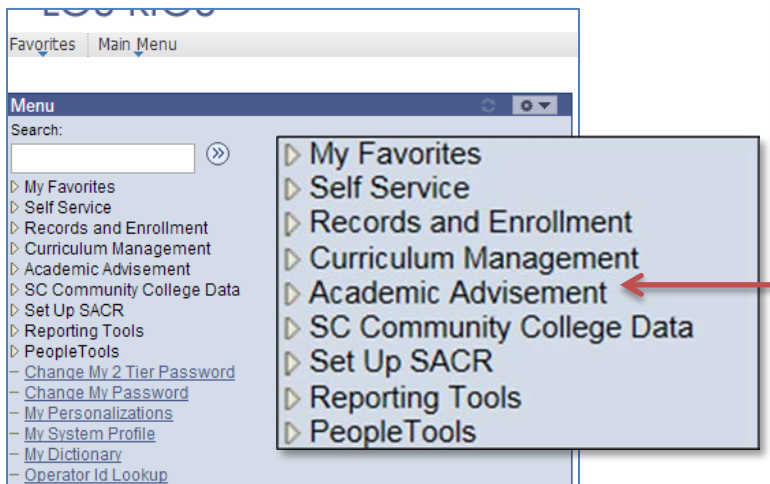 Favorites Main Menu
Menu
Search:
My Favorites
Self Service
Records and Enrollment
Curriculum Management
Academic Advisement
SC Community College Data
Set Up SACR
Reporting Tools
PeopleTools
Change My 2 Tier Password
Change My Password
My Personalizations
My System Profile
My Dictionary
Operator Id Lookup
My Favorites
Self Service
Records and Enrollment
Curriculum Management
Academic Advisement
SC Community College Data
Set Up SACR
Reporting Tools
PeopleTools